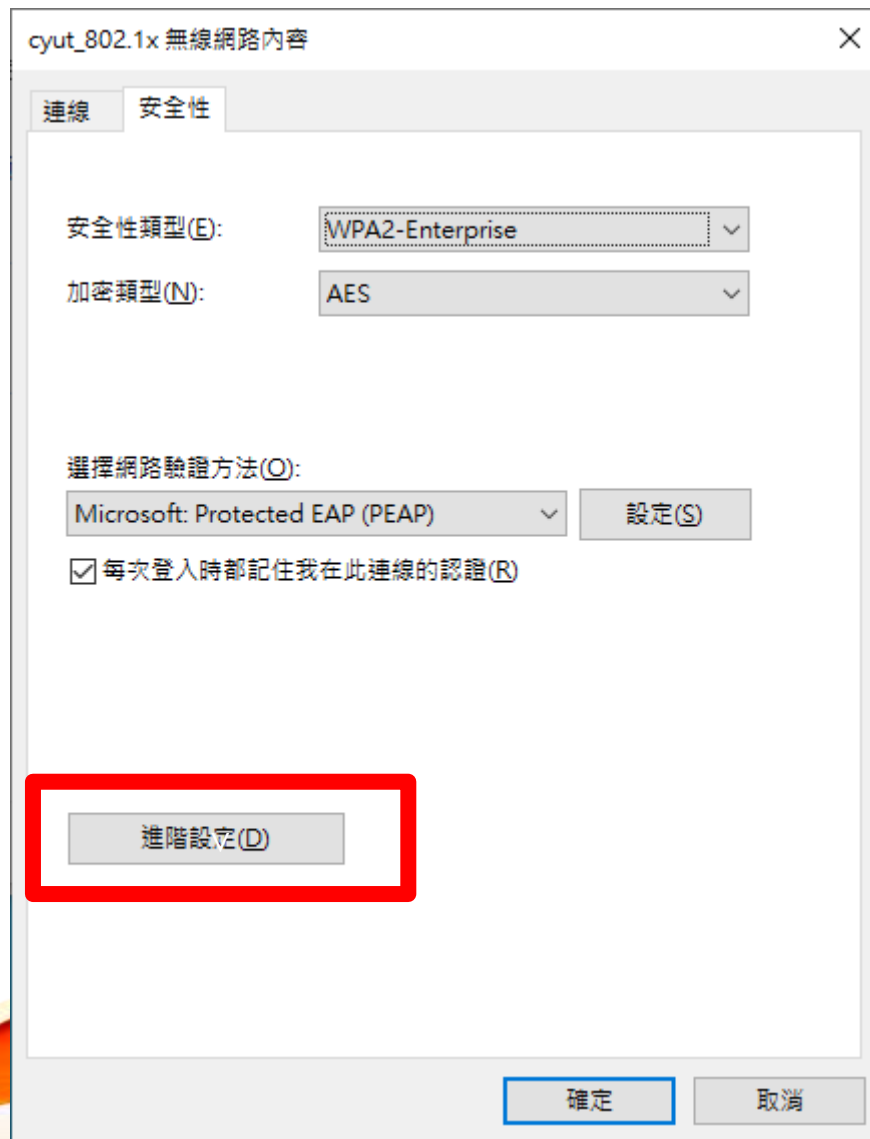 cyut_802.1x 無線網路內容
連線 安全性
安全性類型(E): WPA2-Enterprise
加密類型(N): AES
選擇網路驗證方法(O):
Microsoft: Protected EAP (PEAP) 設定(S)
每次登入時都記住我在此連線的認證(R)
進階設定(D)
確定 取消